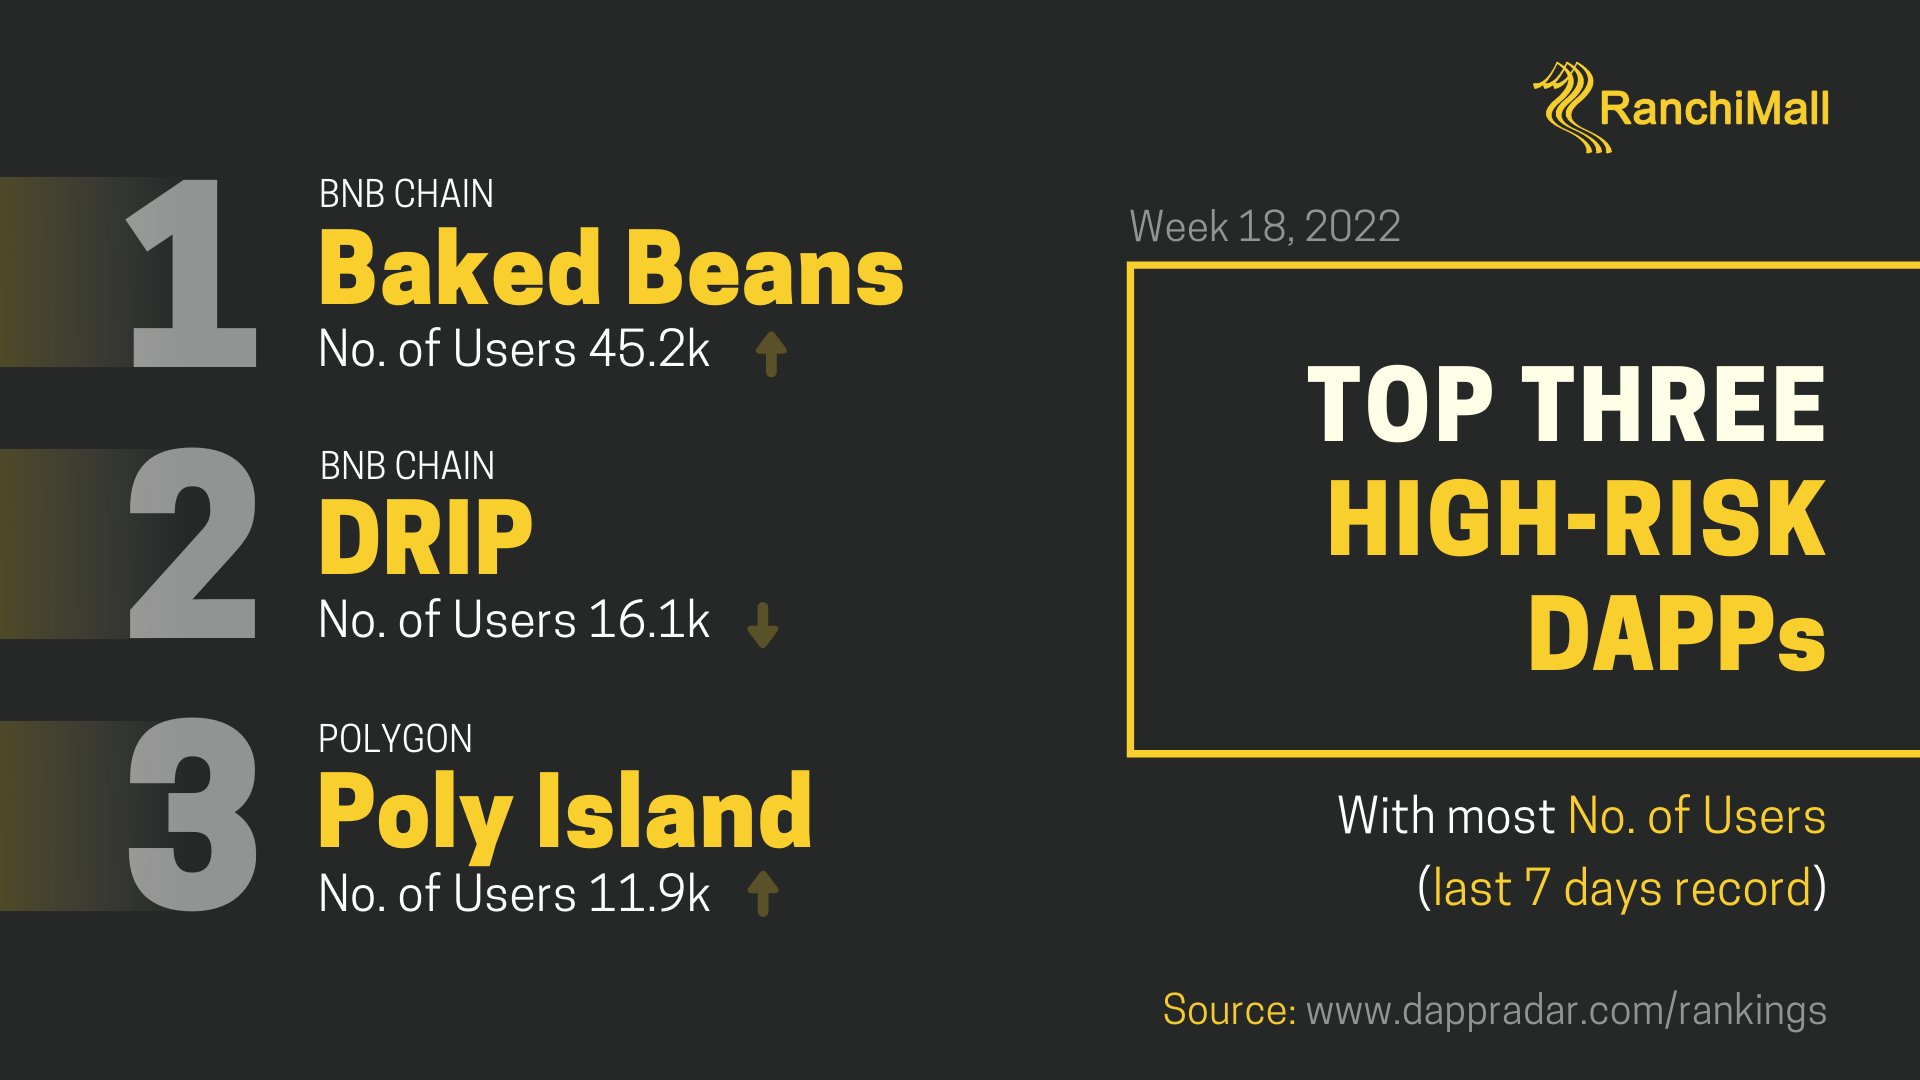 RanchiMall
1
BNB CHAIN
Baked Beans
No. of Users 45.2k
2
BNB CHAIN
DRIP
No. of Users 16.1k
3
POLYGON
Poly Island
No. of Users 11.9k
Week 18, 2022
TOP THREE
HIGH-RISK
DAPPs
With most No. of Users
(last 7 days record)
Source: www.dappradar.com/rankings